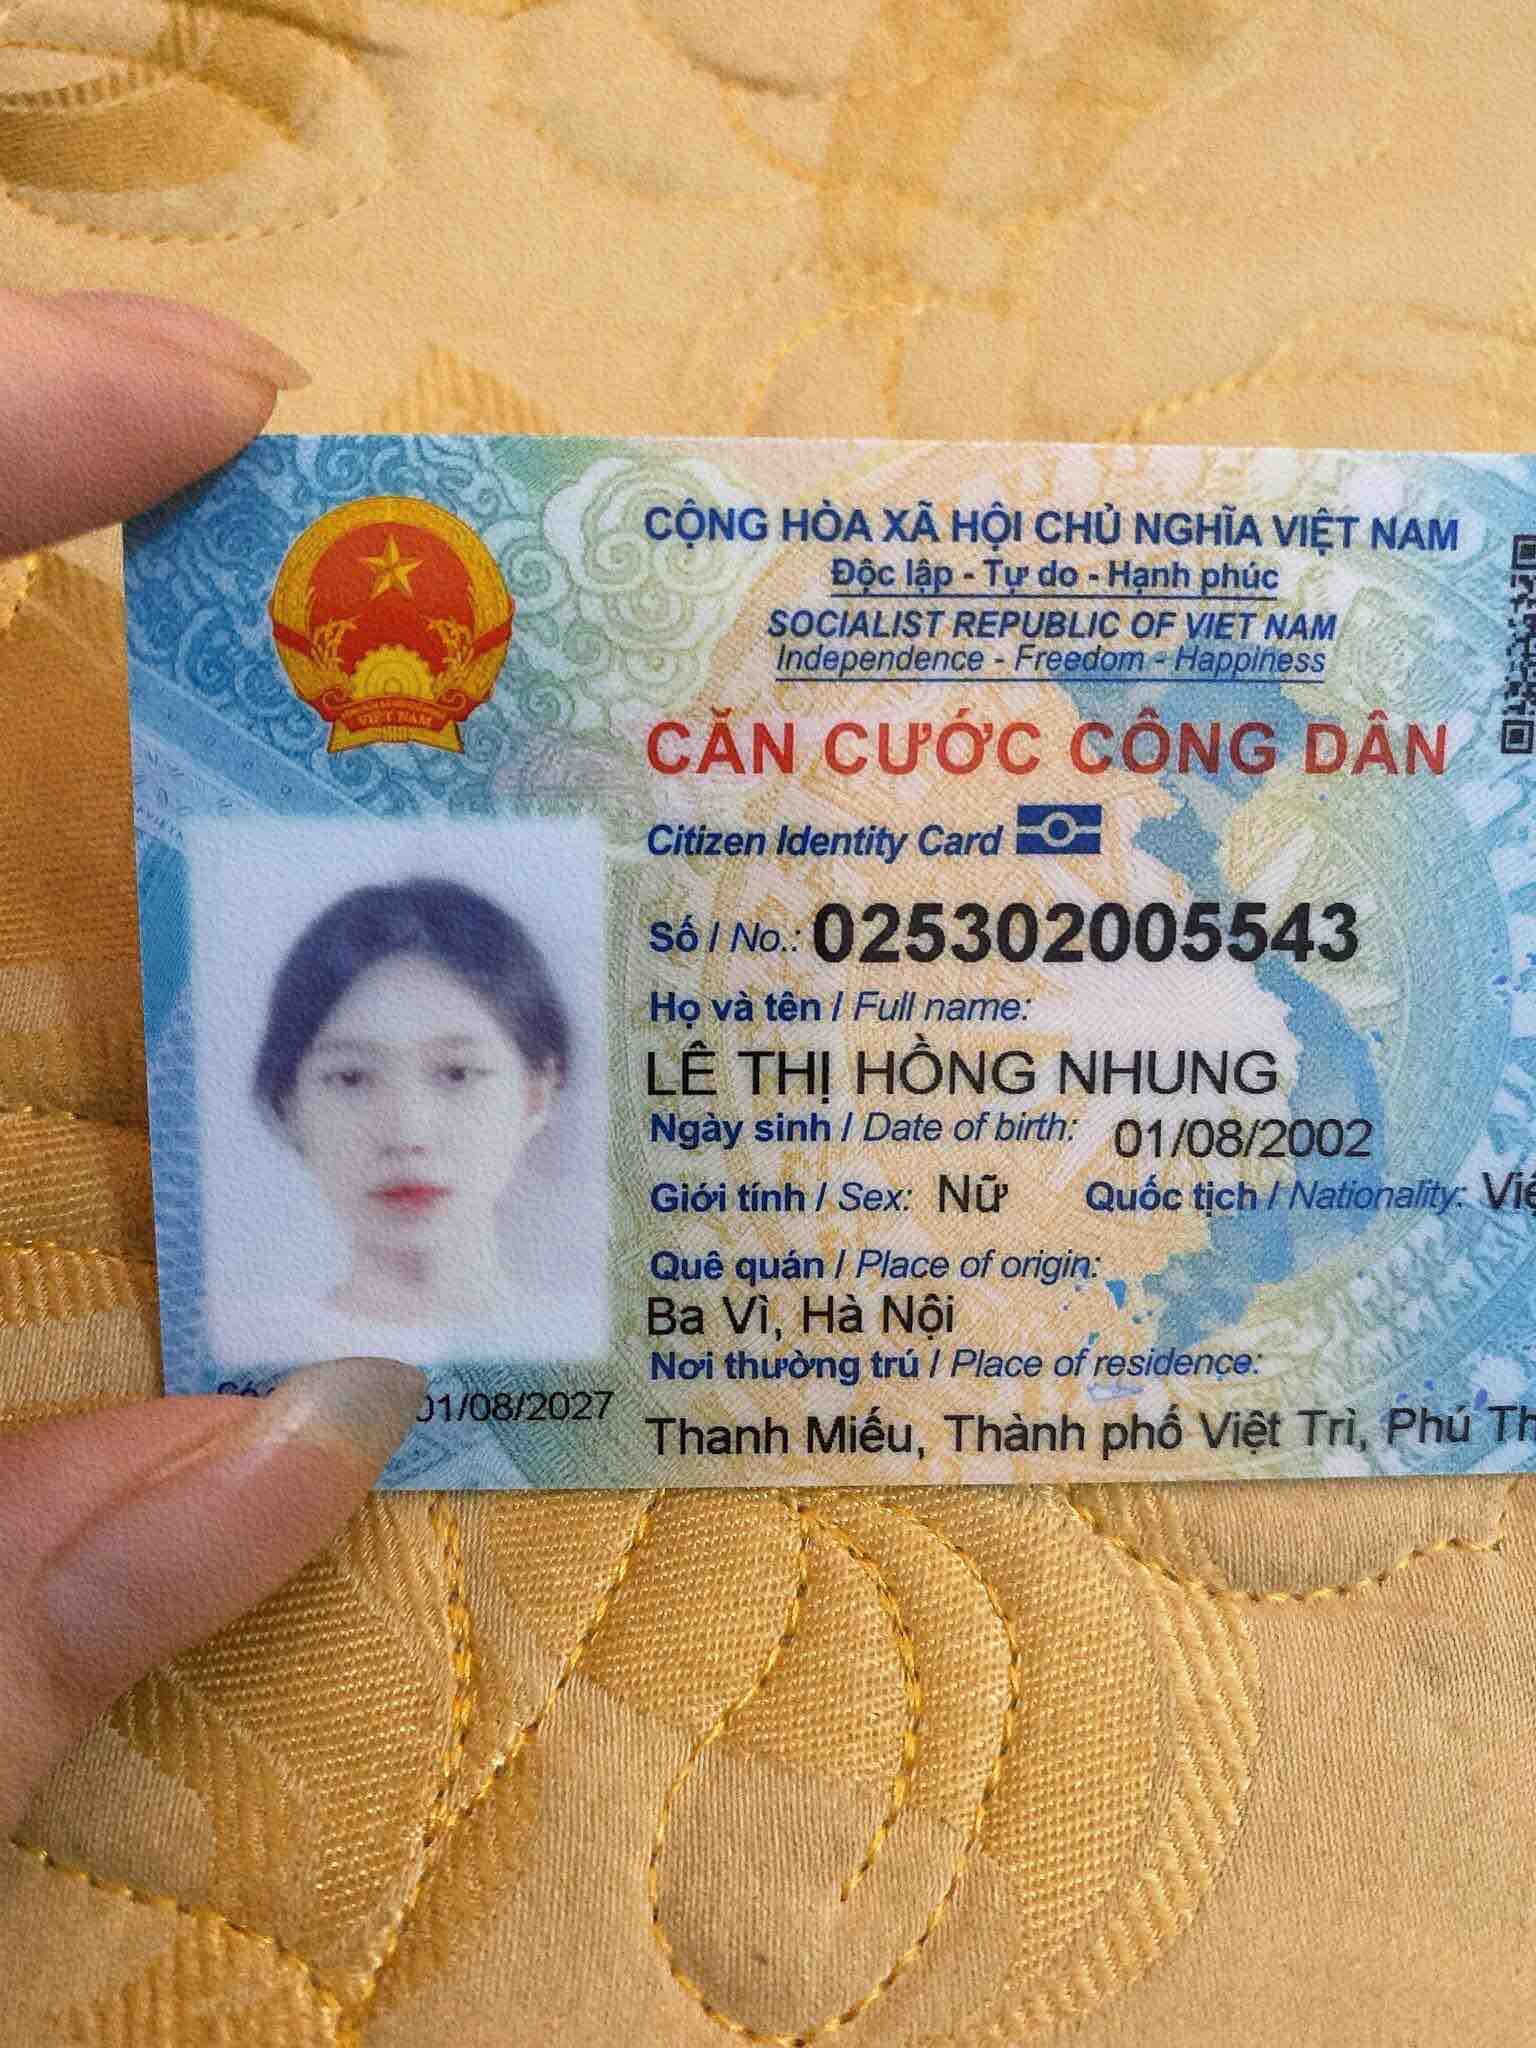 CỘNG HÒA XÃ HỘI CHỦ NGHĨA VIỆT NAM
Độc lập - Tự do - Hạnh phúc
SOCIALIST REPUBLIC OF VIET NAM
Independence - Freedom - Happiness
CĂN CƯỚC CÔNG DÂN
Citizen Identity Card
Số / No.: 025302005543
Họ và tên / Full name:
LÊ THỊ HỒNG NHUNG
Ngày sinh / Date of birth: 01/08/2002
Giới tính / Sex: Nữ Quốc tịch / Nationality:
Quê quán / Place of origin:
Ba Vì, Hà Nội
Nơi thường trú / Place of residence:
01/08/2027
Thanh Miếu, Thành phố Việt Trì, Phú
VIỆT NAM